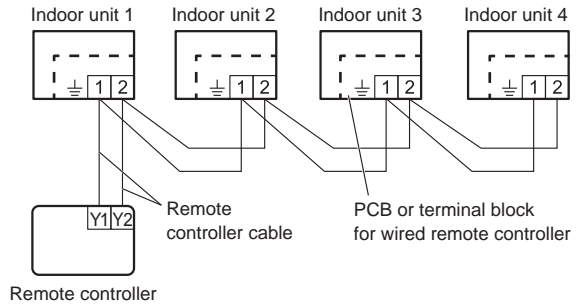 Indoor unit 1
Indoor unit 2
Indoor unit 3
Indoor unit 4
1 2
1 2
1 2
1 2
Y1 Y2
Remote
controller cable
PCB or terminal block
for wired remote controller
Remote controller